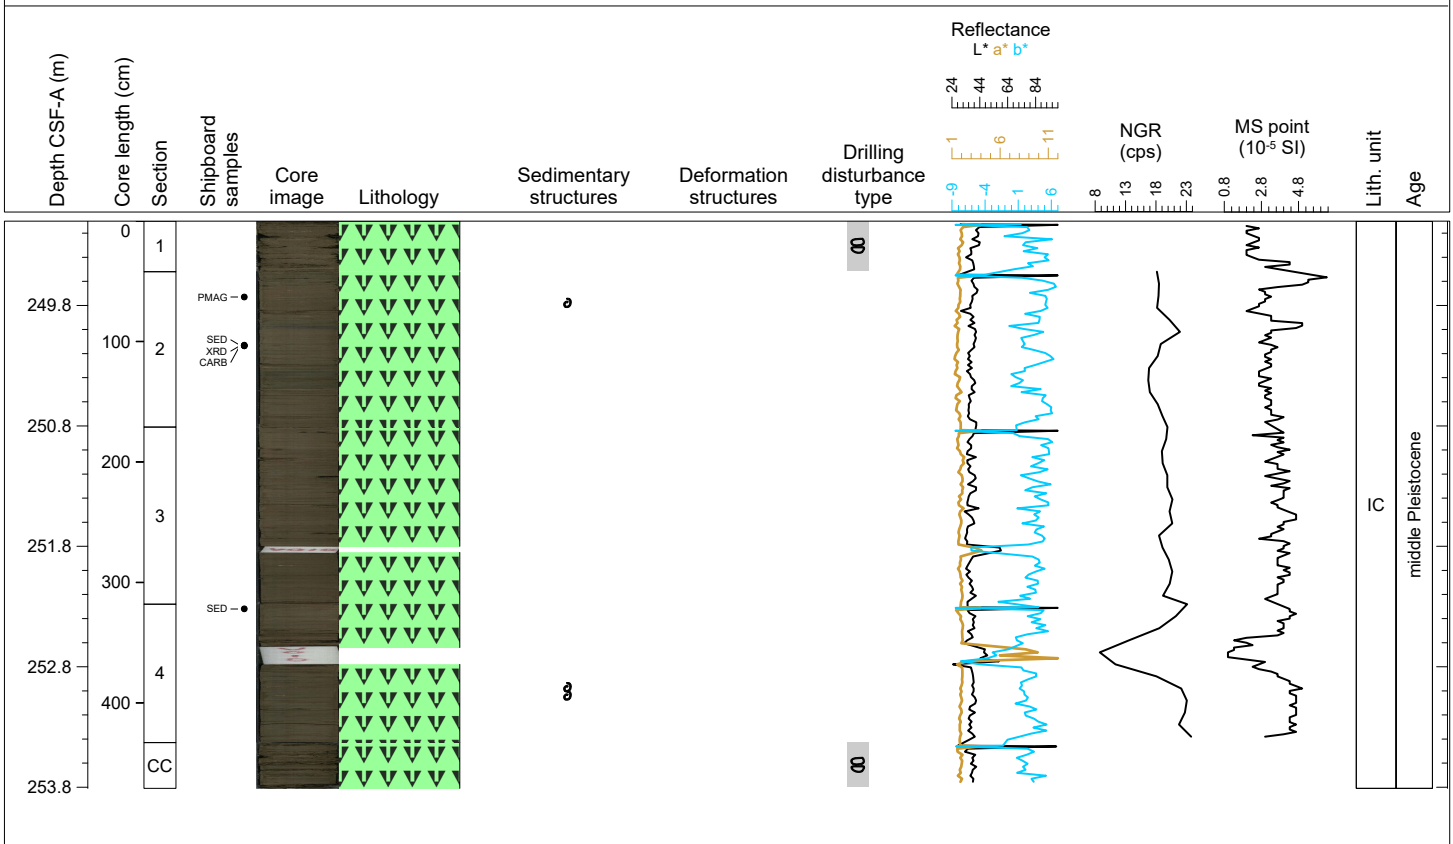 Reflectance
L* a* b*
Depth CSF-A (m)
Core length (cm)
Section
Shipboard
samples
Core
image
Lithology
Sedimentary
structures
Deformation
structures
Drilling
disturbance
type
24 44 64 84
1 6 11
-9 -4 1 6
NGR
(cps)
8 13 18 23
MS point
(10-5 SI)
0.8 2.8 4.8
Lith. unit
Age
0
1
PMAG
249.8
SED
XRD
CARB
100
2
250.8
200
3
IC
middle Pleistocene
251.8
300
SED
252.8
4
400
CC
253.8